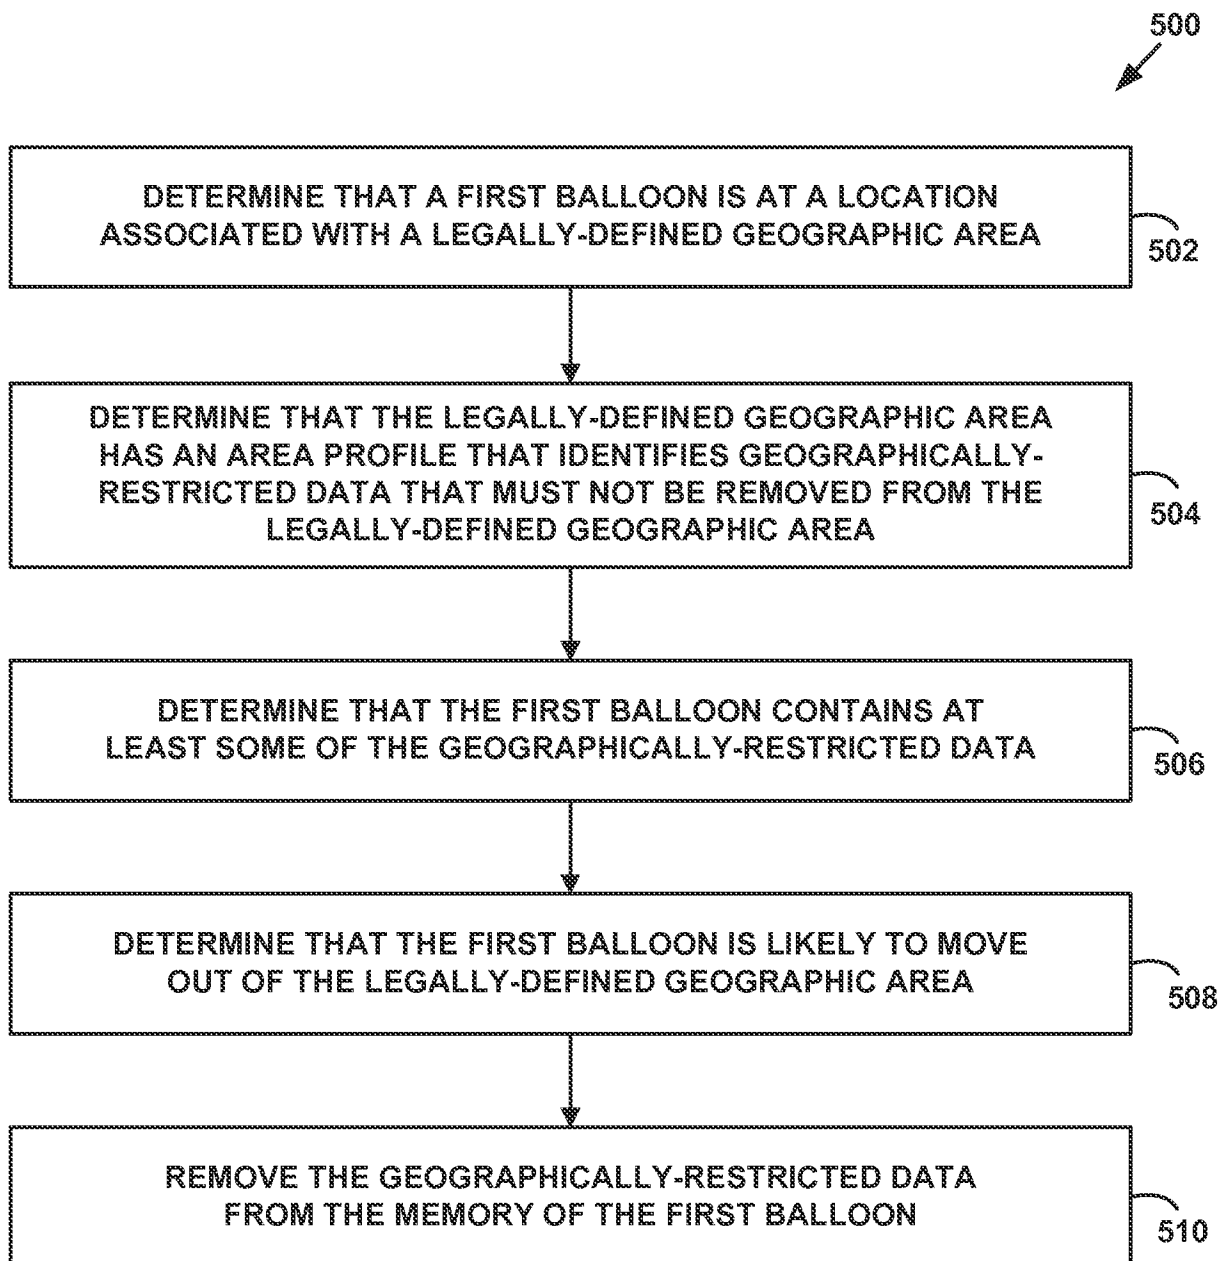 500
DETERMINE THAT A FIRST BALLOON IS AT A LOCATION
ASSOCIATED WITH A LEGALLY-DEFINED GEOGRAPHIC AREA
502
DETERMINE THAT THE LEGALLY-DEFINED GEOGRAPHIC AREA
HAS AN AREA PROFILE THAT IDENTIFIES GEOGRAPHICALLY-
RESTRICTED DATA THAT MUST NOT BE REMOVED FROM THE
LEGALLY-DEFINED GEOGRAPHIC AREA
504
DETERMINE THAT THE FIRST BALLOON CONTAINS AT
LEAST SOME OF THE GEOGRAPHICALLY-RESTRICTED DATA
506
DETERMINE THAT THE FIRST BALLOON IS LIKELY TO MOVE
OUT OF THE LEGALLY-DEFINED GEOGRAPHIC AREA
508
REMOVE THE GEOGRAPHICALLY-RESTRICTED DATA
FROM THE MEMORY OF THE FIRST BALLOON
510